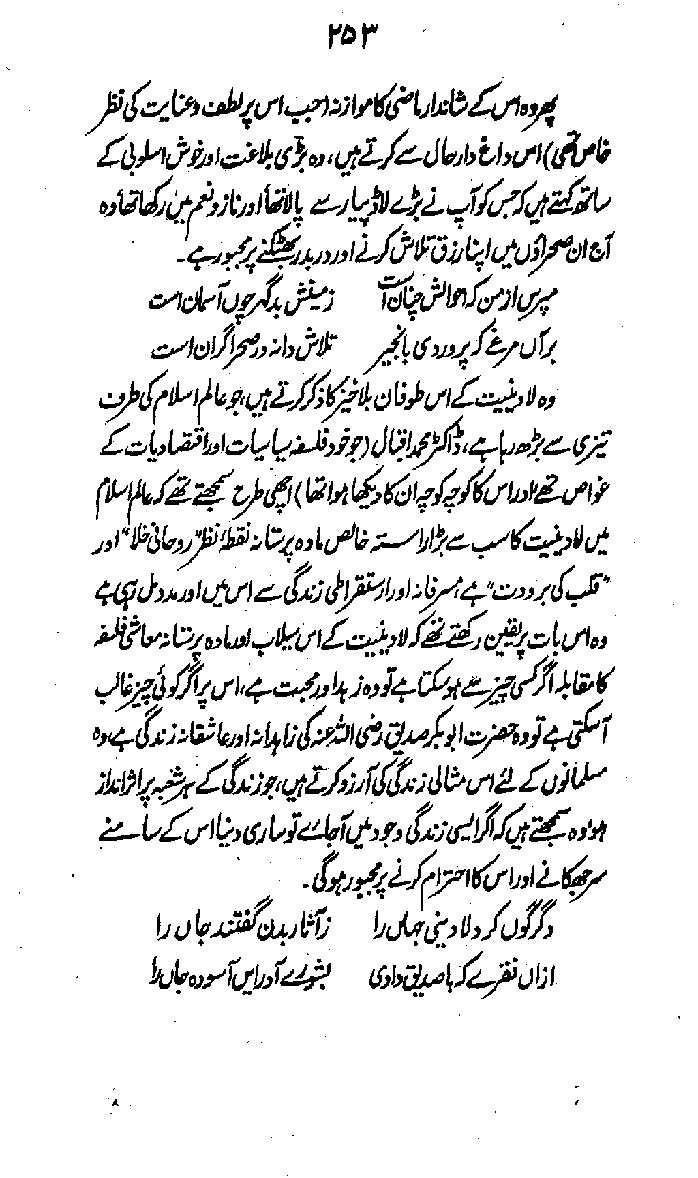 ۲۵۳
پھر وہ اس کے شاندار ماضی کا موازنہ (جب اس پر لطف و عنایت کی نظر
خاص تھی) اس داغ دار حال سے کرتے ہیں، وہ بڑی بلاغت اور خوش اسلوبی کے
ساتھ کہتے ہیں کہ جس کو آپ نے بڑے لاڈ پیار سے پالا تھا اور ناز و نعم میں رکھا تھا وہ
آج ان صحراؤں میں اپنا رزق تلاش کرنے اور در بدر بھٹکنے پر مجبور ہے۔
مپرس از من کہ احوالش چناں است زمینش بدگہر چوں آسمان است
بر آں مرغے کہ پروردی بانجیر تلاش دانہ در صحرا گران است
وہ لادینیت کے اس طوفان بلاخیز کا ذکر کرتے ہیں، جو عالم اسلام کی طرف
تیزی سے بڑھ رہا ہے، ڈاکٹر محمد اقبال (جو خود فلسفہ سیاسیات اور اقتصادیات کے
غواص تھے اور اس کا کوچہ کوچہ ان کا دیکھا ہوا تھا) اچھی طرح سمجھتے تھے کہ عالم اسلام
میں لادینیت کا سب سے بڑا راستہ خالص مادہ پرستانہ نقطۂ نظر "روحانی خلا" اور
"قلب کی برودت" ہے، مسرفانہ اور ارستقراطی زندگی سے اس میں اور مدد مل رہی ہے
وہ اس بات پر یقین رکھتے تھے کہ لادینیت کے اس سیلاب اور مادہ پرستانہ معاشی فلسفہ
کا مقابلہ اگر کسی چیز سے ہو سکتا ہے تو وہ زہد اور محبت ہے، اس پر اگر کوئی چیز غالب
آسکتی ہے تو وہ حضرت ابوبکر صدیق رضی اللہ عنہ کی زاہدانہ اور عاشقانہ زندگی ہے، وہ
مسلمانوں کے لئے اس مثالی زندگی کی آرزو کرتے ہیں، جو زندگی کے ہر شعبہ پر اثر انداز
ہو، وہ سمجھتے ہیں کہ اگر ایسی زندگی وجود میں آجائے تو ساری دنیا اس کے سامنے
سر جھکانے اور اس کا احترام کرنے پر مجبور ہوگی۔
دگرگوں کرد لادینی جہاں را ز آثار بدن گفتند جاں را
ازاں نقرے کہ با صدیق دادی بشورے آور ایں آسودہ جاں را